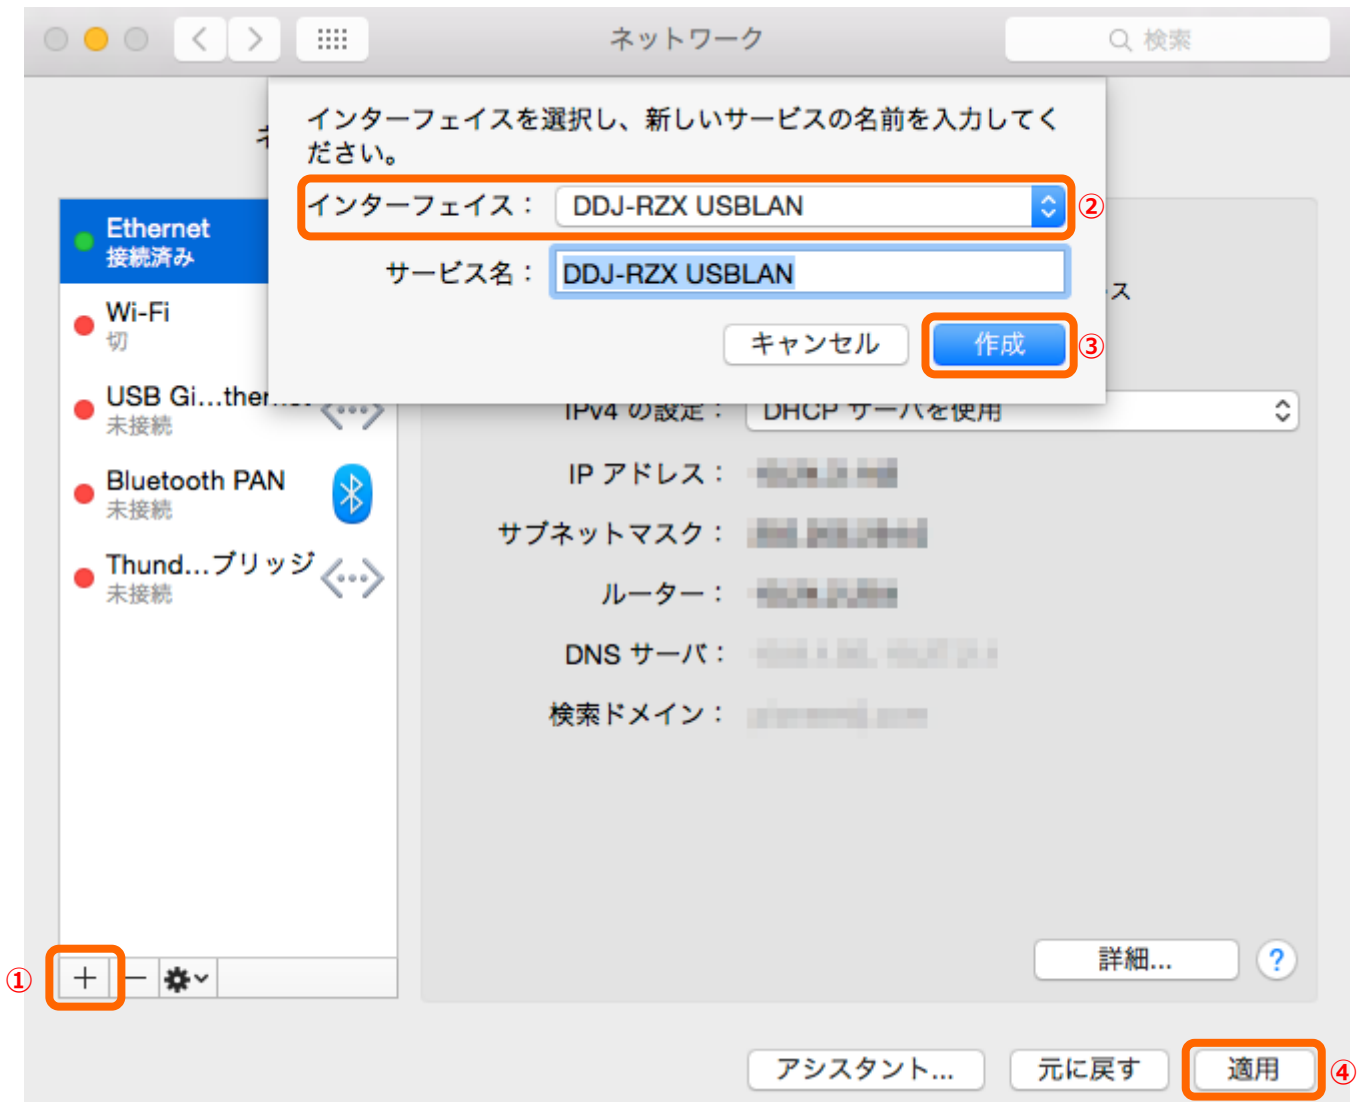 ネットワーク
検索
インターフェイスを選択し、新しいサービスの名前を入力してく
ださい。
インターフェイス： DDJ-RZX USBLAN ②
サービス名： DDJ-RZX USBLAN
キャンセル 作成 ③
Ethernet
接続済み
Wi-Fi
切
USB Gi…ther
未接続
Bluetooth PAN
未接続
Thund…ブリッジ
未接続
ス
IPv4 の設定： DHCP サーバを使用
IP アドレス：
サブネットマスク：
ルーター：
DNS サーバ：
検索ドメイン：
詳細... ?
① + −
アシスタント... 元に戻す 適用 ④